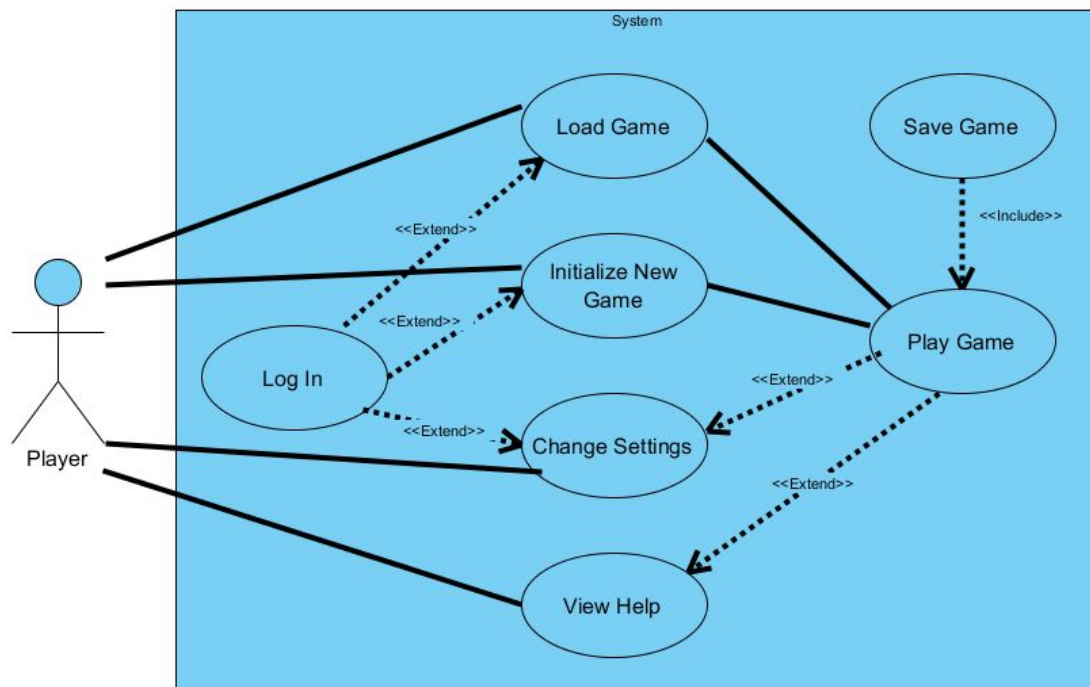 System
Load Game
Save Game
<<Extend>>
<<Include>>
Initialize New
Game
<<Extend>>
Play Game
Log In
<<Extend>>
<<Extend>>
Change Settings
Player
<<Extend>>
View Help